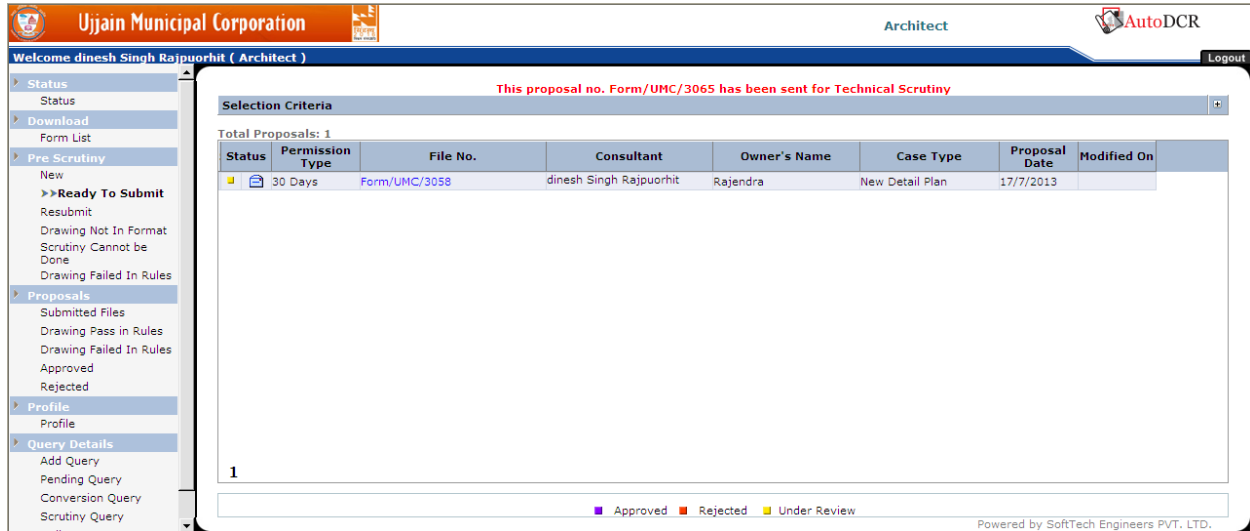 Ujjain Municipal Corporation
Architect
AutoDCR
Welcome dinesh Singh Rajpuorhit ( Architect )
Logout
Status
Status
Download
Form List
Pre Scrutiny
New
>>Ready To Submit
Resubmit
Drawing Not In Format
Scrutiny Cannot be
Done
Drawing Failed In Rules
Proposals
Submitted Files
Drawing Pass in Rules
Drawing Failed In Rules
Approved
Rejected
Profile
Profile
Query Details
Add Query
Pending Query
Conversion Query
Scrutiny Query
This proposal no. Form/UMC/3065 has been sent for Technical Scrutiny
Selection Criteria
Total Proposals: 1
Status Permission Type File No. Consultant Owner's Name Case Type Proposal Date Modified On
30 Days Form/UMC/3058 dinesh Singh Rajpuorhit Rajendra New Detail Plan 17/7/2013
1
Approved Rejected Under Review
Powered by SoftTech Engineers PVT. LTD.